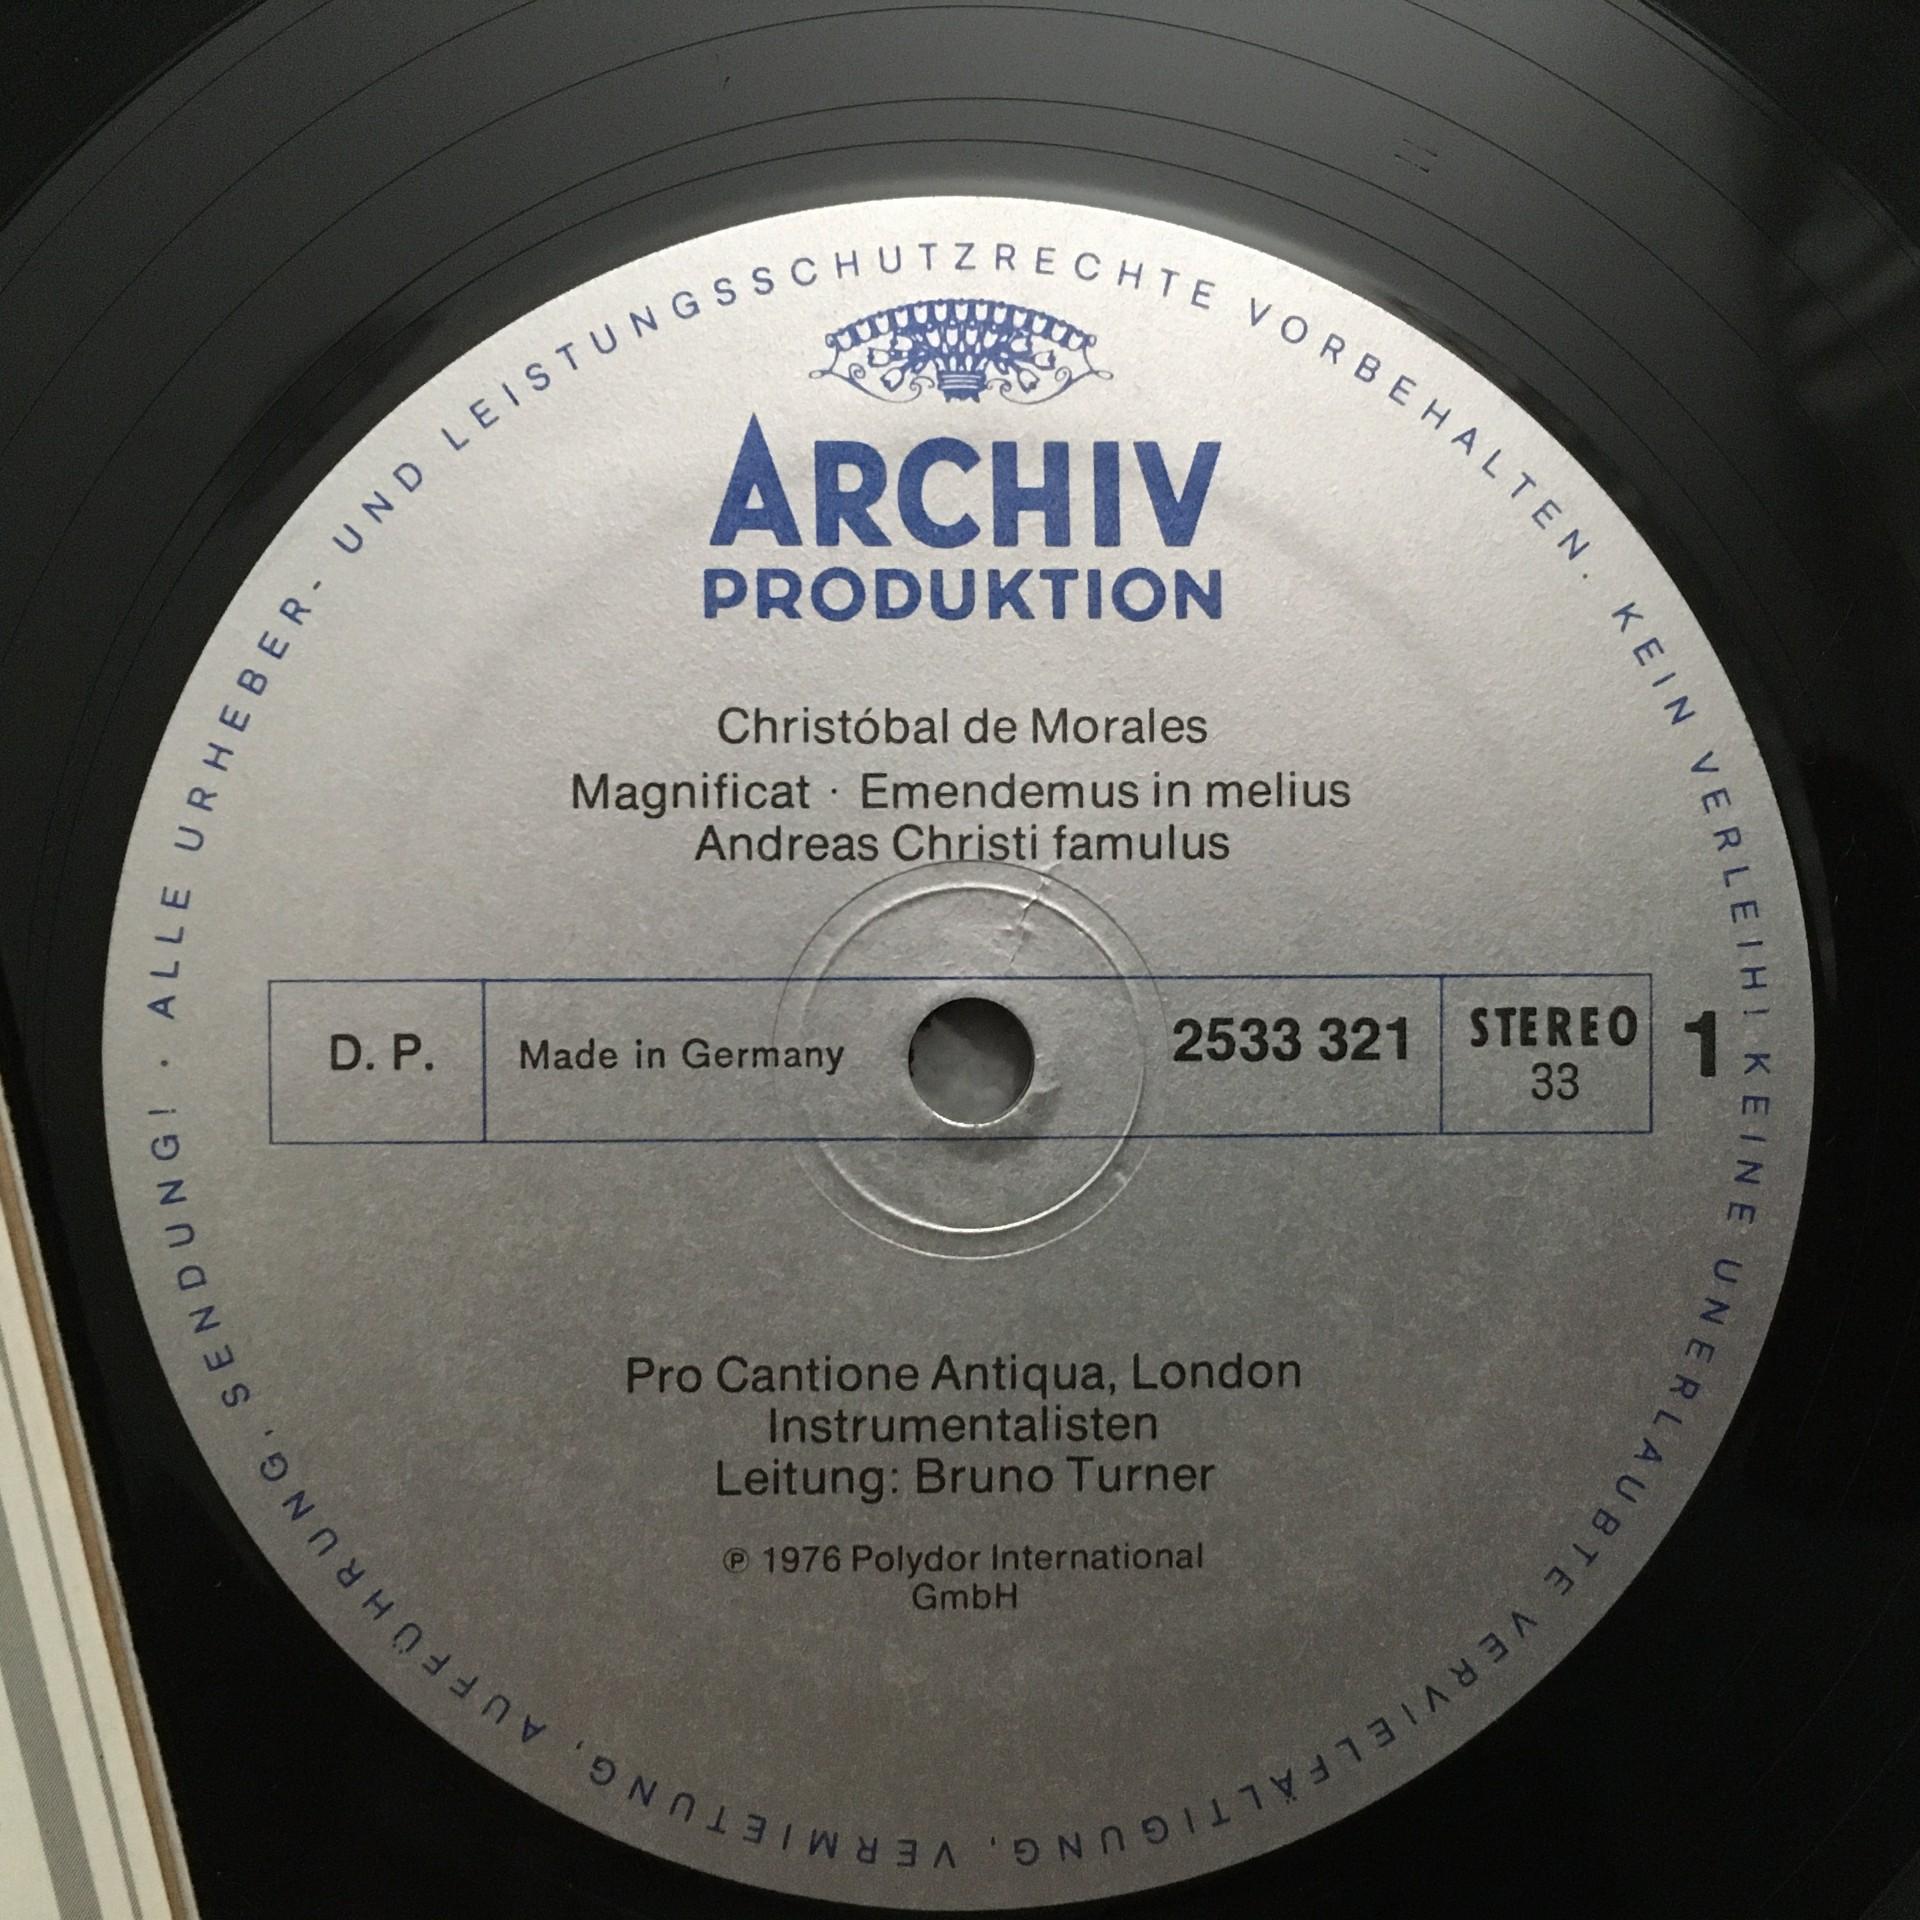 ALLE URHEBER- UND LEISTUNGSSCHUTZRECHTE VORBEHALTEN. KEIN VERLEIH! KEINE UNERLAUBTE VERVIELFÄLTIGUNG, VERMIETUNG, AUFFÜHRUNG, SENDUNG! ·
ARCHIV
PRODUKTION
Christóbal de Morales
Magnificat · Emendemus in melius
Andreas Christi famulus
D. P. Made in Germany 2533 321 STEREO 1
33
Pro Cantione Antiqua, London
Instrumentalisten
Leitung: Bruno Turner
℗ 1976 Polydor International
GmbH